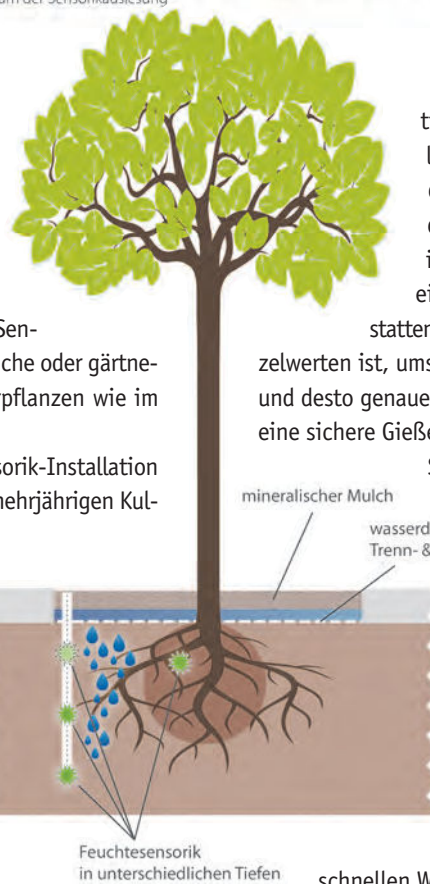 Sen-
che oder gärtne-
pflanzen wie im
sorik-Installation
mehrjährigen Kul-
statten
zelwerten ist, ums
und desto genaue
eine sichere Gieße
mineralischer Mulch
wasserd
Trenn- &
Feuchtesensorik
in unterschiedlichen Tiefen
schnellen W